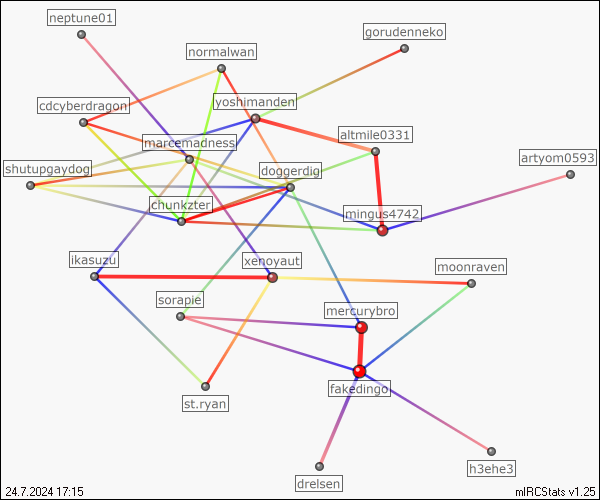 neptune01
gorudenneko
normalwan
cdcyberdragon
yoshimanden
altmile0331
marcemadness
artyom0593
shutupgaydog
doggerdig
chunkzter
mingus4742
ikasuzu
xenoyaut
moonraven
sorapie
mercurybro
fakedingo
st.ryan
h3ehe3
drelsen
24.7.2024 17:15
mIRCStats v1.25